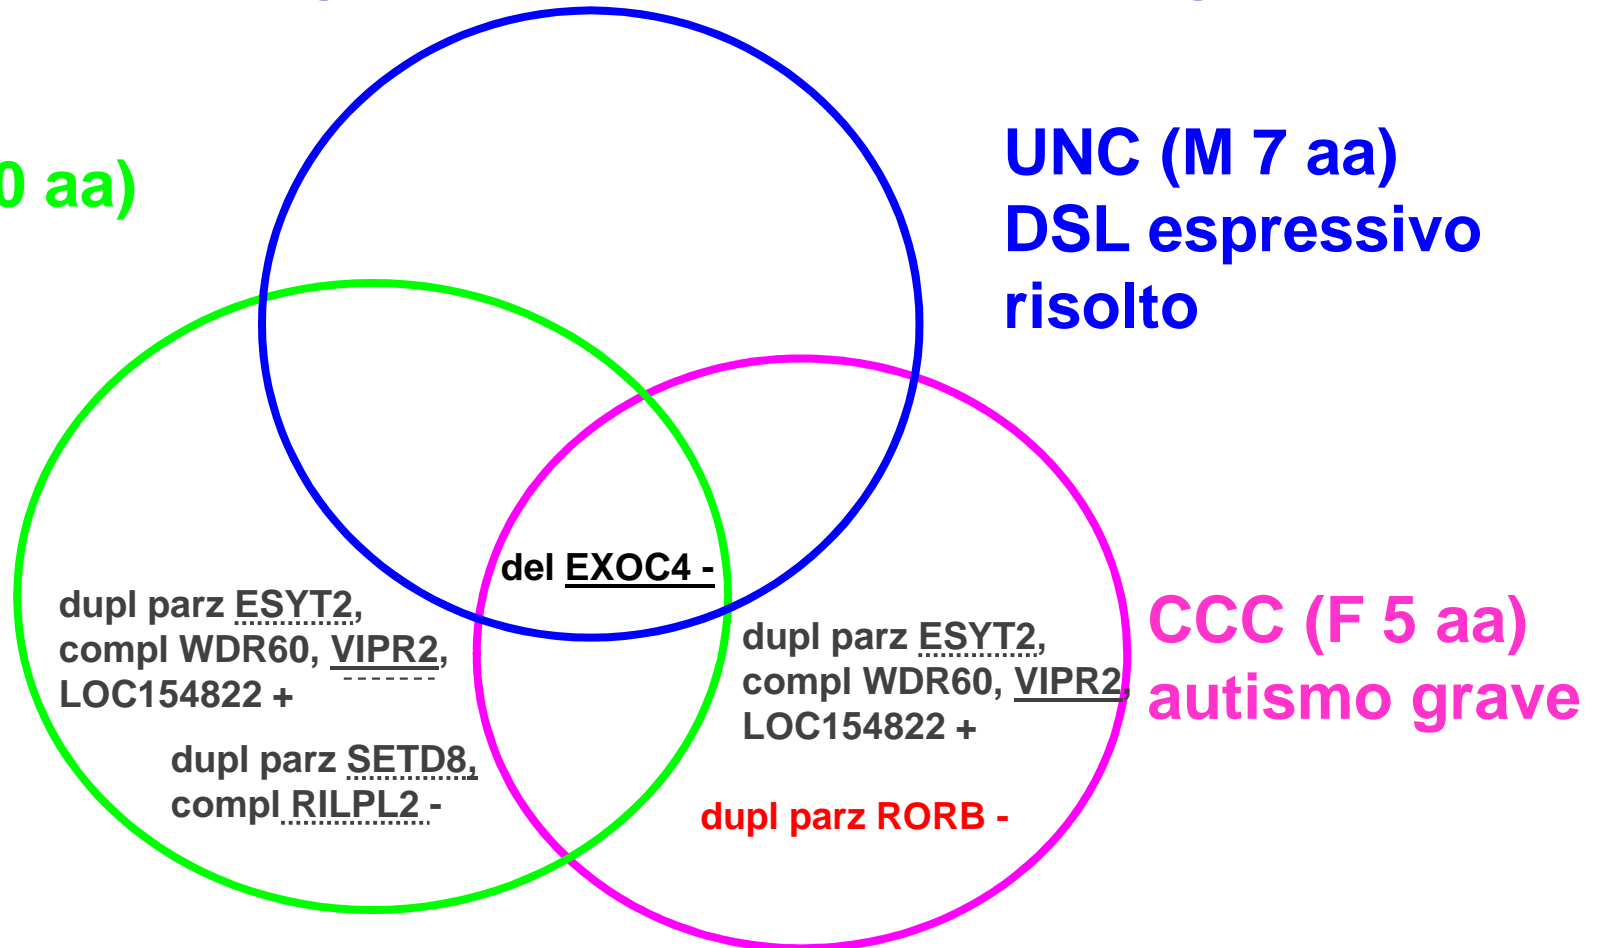 0 aa)
UNC (M 7 aa)
DSL espressivo
risolto
del EXOC4 -
dupl parz ESYT2,
compl WDR60, VIPR2,
LOC154822 +
dupl parz SETD8,
compl RILPL2 -
dupl parz ESYT2,
compl WDR60, VIPR2,
LOC154822 +
dupl parz RORB -
CCC (F 5 aa)
autismo grave